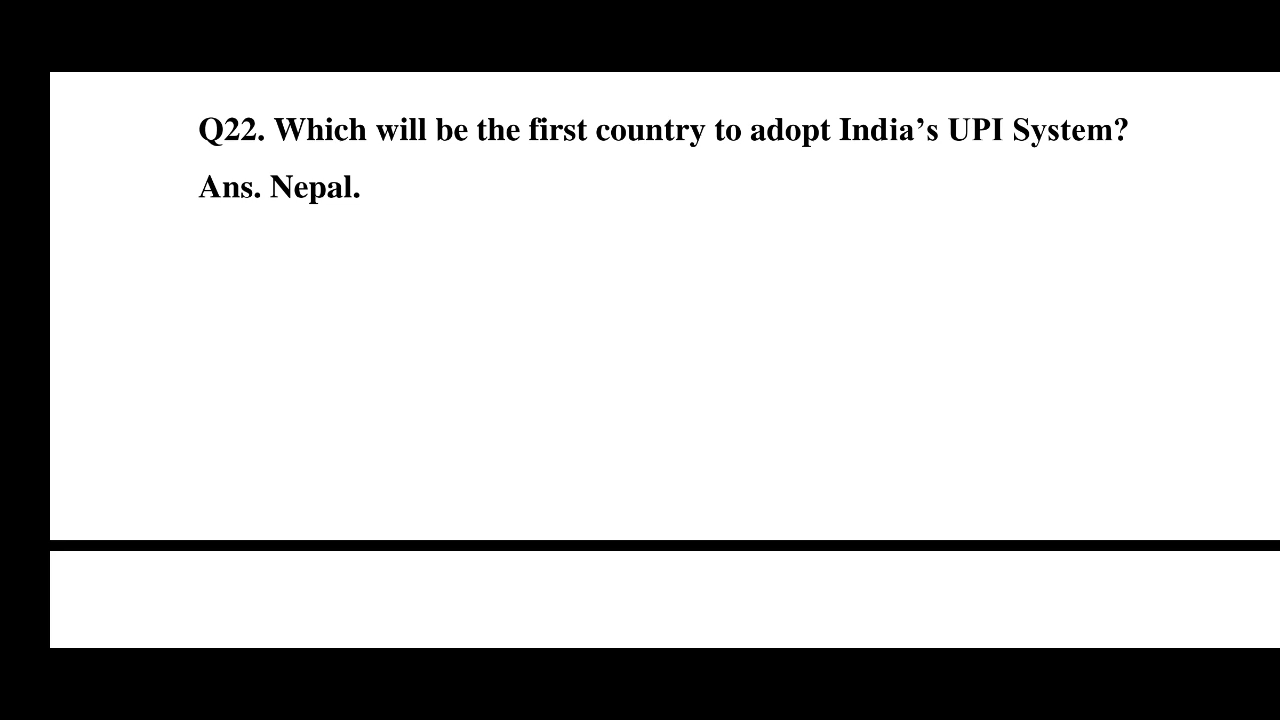 Q22. Which will be the first country to adopt India’s UPI System?
Ans. Nepal.